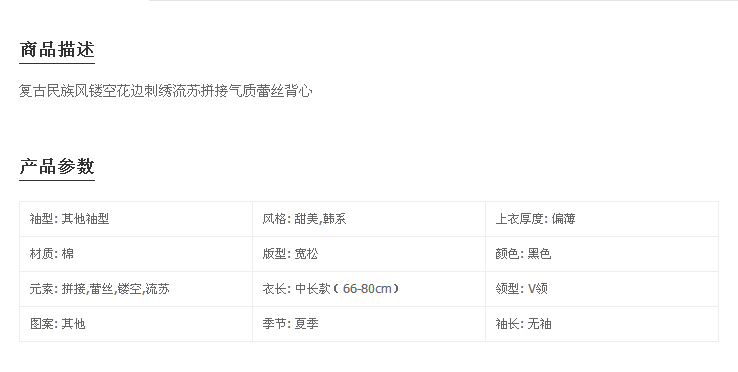 商品描述
复古民族风镂空花边刺绣流苏拼接气质蕾丝背心
产品参数
袖型: 其他袖型 风格: 甜美,韩系 上衣厚度: 偏薄
材质: 棉 版型: 宽松 颜色: 黑色
元素: 拼接,蕾丝,镂空,流苏 衣长: 中长款（66-80cm） 领型: V领
图案: 其他 季节: 夏季 袖长: 无袖